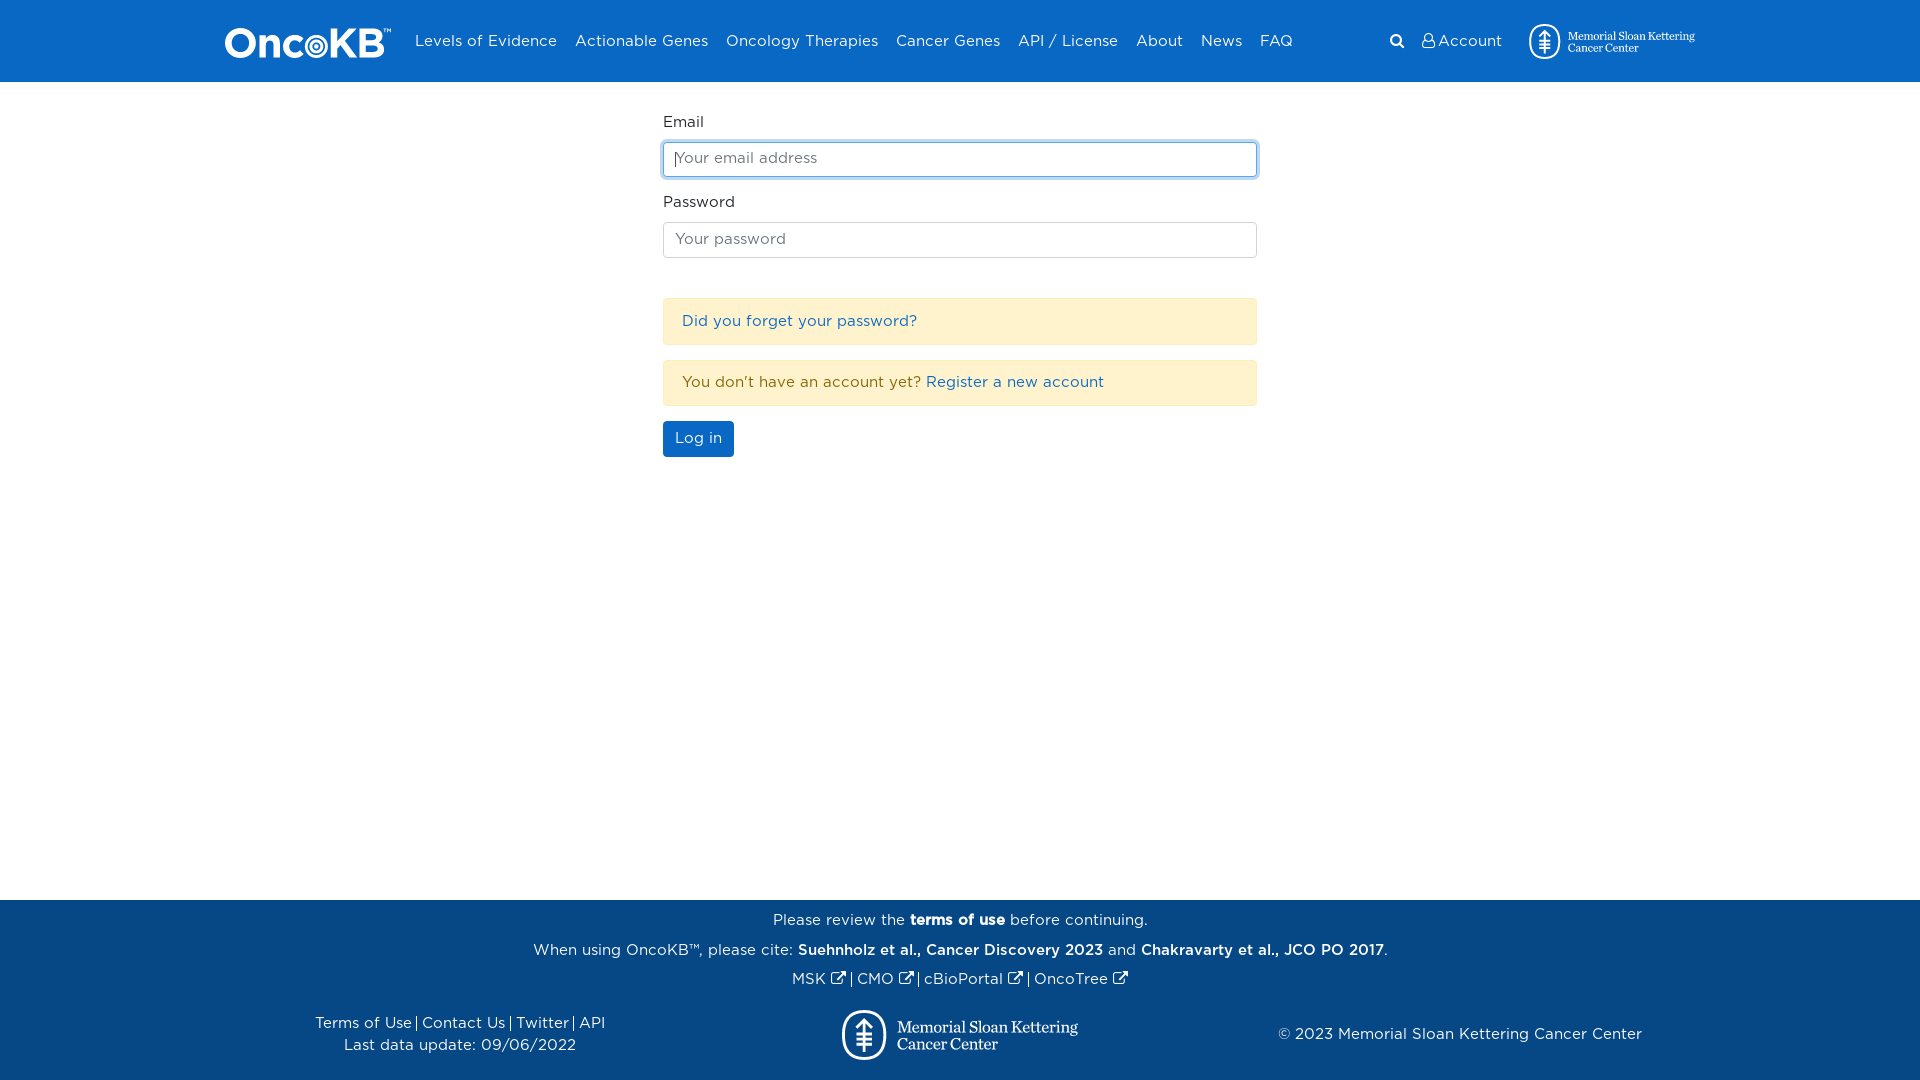 OncoKB™ Levels of Evidence Actionable Genes Oncology Therapies Cancer Genes API / License About News FAQ Account Memorial Sloan Kettering
Cancer Center
Email
Your email address
Password
Your password
Did you forget your password?
You don't have an account yet? Register a new account
Log in
Please review the terms of use before continuing.
When using OncoKB™, please cite: Suehnholz et al., Cancer Discovery 2023 and Chakravarty et al., JCO PO 2017.
MSK | CMO | cBioPortal | OncoTree
Terms of Use | Contact Us | Twitter | API
Last data update: 09/06/2022
Memorial Sloan Kettering
Cancer Center
© 2023 Memorial Sloan Kettering Cancer Center